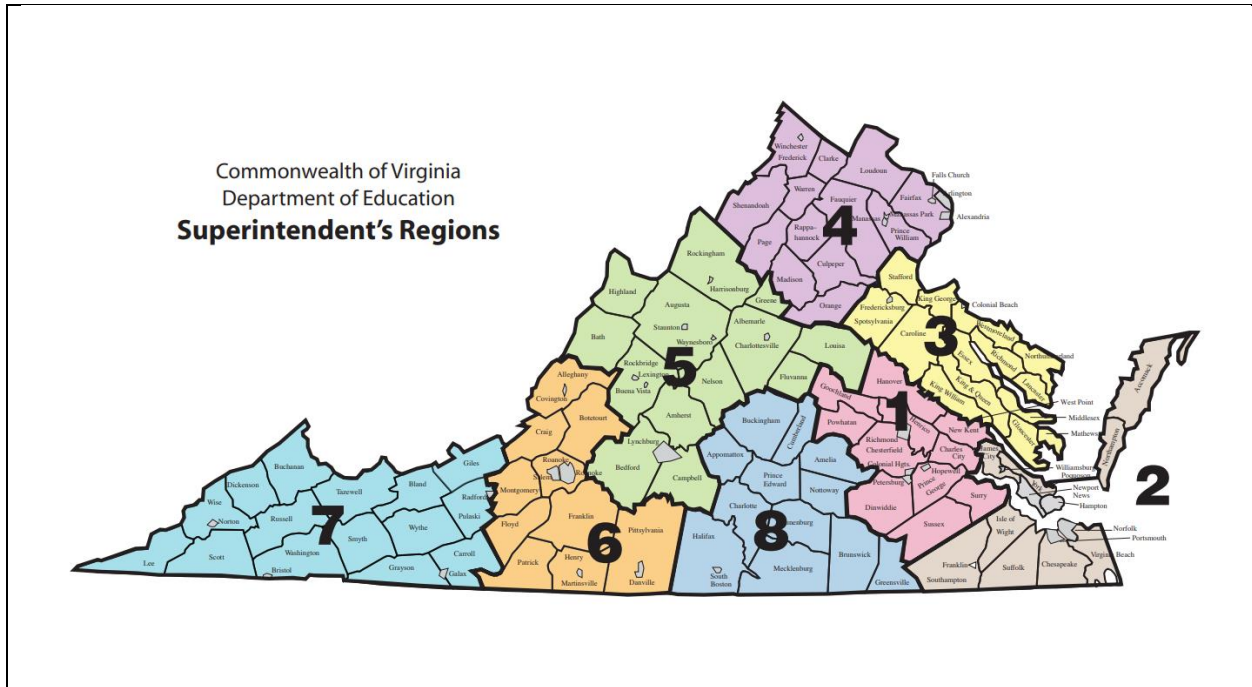 Commonwealth of Virginia
Department of Education
Superintendent's Regions
Winchester
Frederick
Clarke
Loudoun
Falls Church
Arlington
Warren
Fairfax
Shenandoah
Fauquier
4
Manassas
Manassas Park
Alexandria
Rappa-
hannock
Prince
William
Page
Culpeper
Madison
Orange
Rockingham
Harrisonburg
Greene
Highland
Augusta
Albemarle
Staunton
Waynesboro
Charlottesville
Bath
Louisa
5
Rockbridge
Lexington
Buena Vista
Nelson
Fluvanna
Amherst
Lynchburg
Bedford
Campbell
Stafford
King George
Colonial Beach
Fredericksburg
Spotsylvania
Caroline
3
Westmoreland
Essex
Richmond
Northumberland
Lancaster
King & Queen
King William
West Point
Middlesex
Gloucester
Mathews
Accomack
Northampton
2
Hanover
Goochland
1
Henrico
New Kent
Powhatan
Richmond
Chesterfield
Charles
City
Colonial Hgts.
Hopewell
Petersburg
Prince
George
Surry
Dinwiddie
Sussex
James
City
Williamsburg
Poquoson
York
Newport
News
Hampton
Norfolk
Portsmouth
Isle of
Wight
Virginia Beach
Franklin
Southampton
Suffolk
Chesapeake
Alleghany
Covington
Botetourt
Craig
Roanoke
Salem
Roanoke
Montgomery
Floyd
Franklin
Pittsylvania
6
Patrick
Henry
Martinsville
Danville
Buckingham
Cumberland
Appomattox
Amelia
Prince
Edward
Nottoway
Charlotte
8
Halifax
Brunswick
South
Boston
Mecklenburg
Greensville
Buchanan
Giles
Dickenson
Tazewell
Bland
Radford
Wise
Pulaski
Norton
Russell
7
Wythe
Smyth
Lee
Scott
Washington
Carroll
Bristol
Grayson
Galax